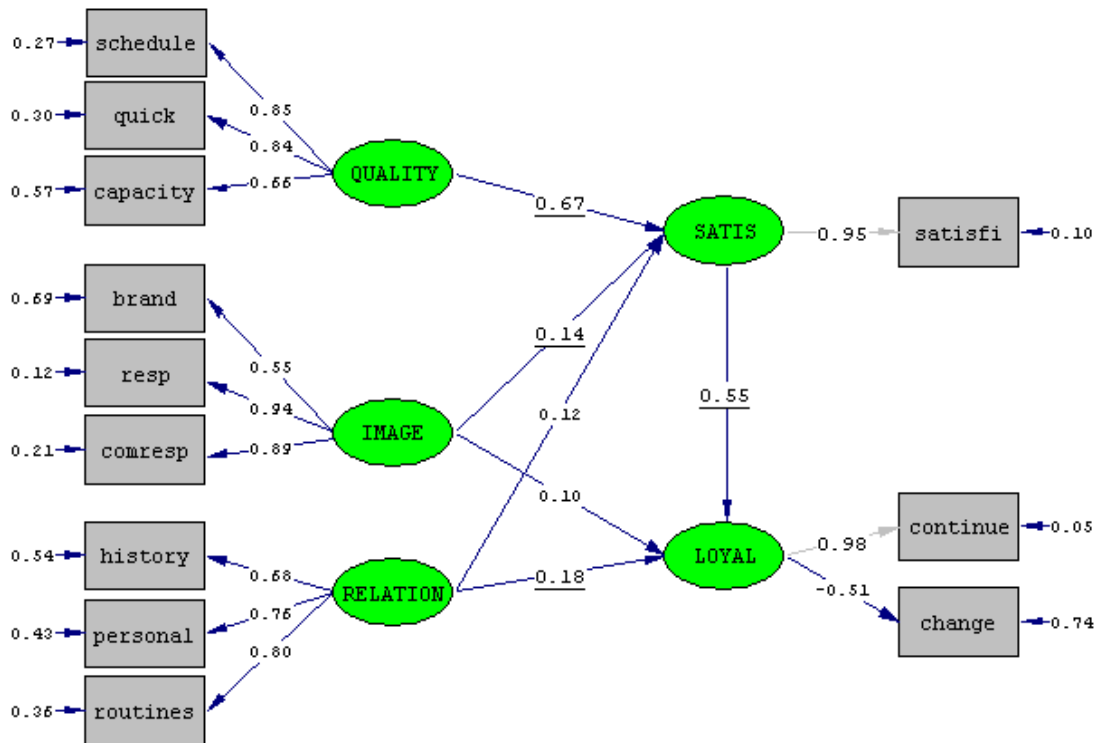 0.27 schedule
0.85
0.30 quick
0.84
0.57 capacity
0.66
QUALITY
0.67
SATIS
0.95
satisfi 0.10
0.69 brand
0.55
0.12 resp
0.94
0.21 comresp
0.89
IMAGE
0.14
0.12
0.10
0.55
0.54 history
0.68
0.43 personal
0.76
0.36 routines
0.80
RELATION
0.18
LOYAL
0.98
continue 0.05
-0.51
change 0.74